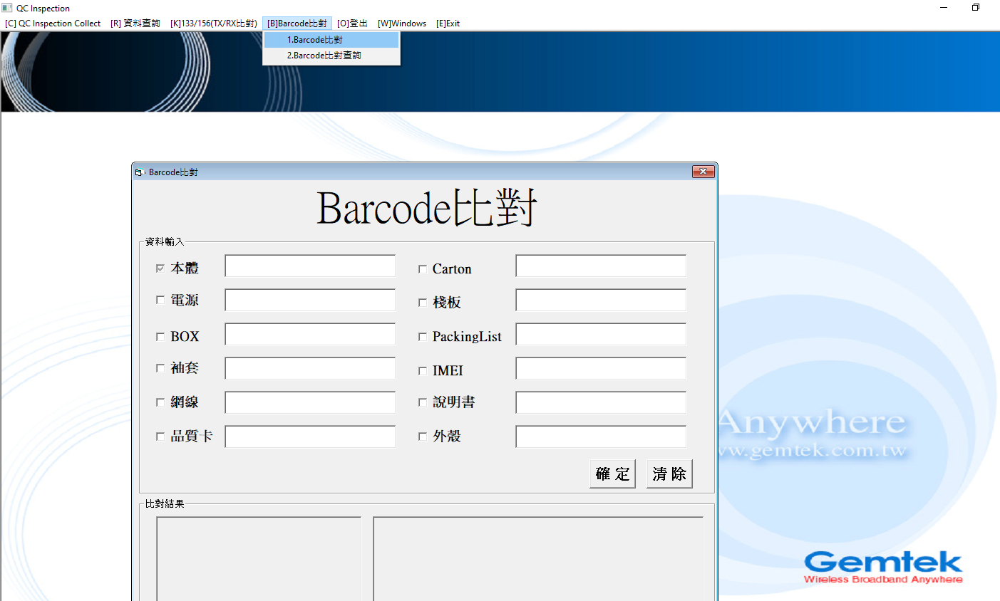 QC Inspection
[C] QC Inspection Collect [R] 資料查詢 [K]133/156(TX/RX比對) [B]Barcode比對 [O]登出 [W]Windows [E]Exit
1.Barcode比對
2.Barcode比對查詢
Barcode比對
Barcode比對
資料輸入
本體 Carton
電源 棧板
BOX PackingList
袖套 IMEI
網線 說明書
品質卡 外殼
確定 清除
比對結果
Anywhere
ww.gemtek.com.tw
Gemtek
Wireless Broadband Anywhere